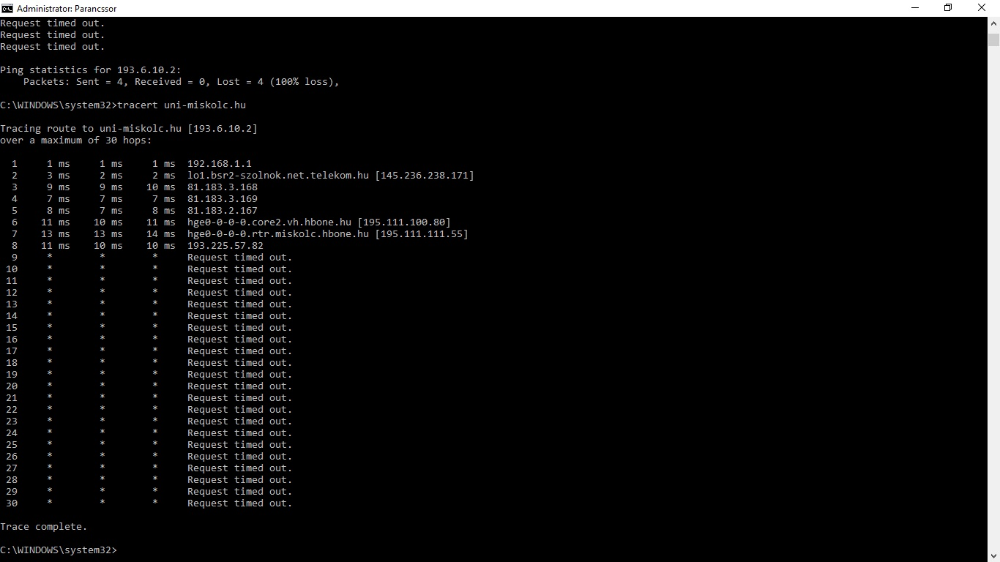 Administrator: Parancssor
Request timed out.
Request timed out.
Request timed out.

Ping statistics for 193.6.10.2:
    Packets: Sent = 4, Received = 0, Lost = 4 (100% loss),

C:\WINDOWS\system32>tracert uni-miskolc.hu

Tracing route to uni-miskolc.hu [193.6.10.2]
over a maximum of 30 hops:

  1     1 ms     1 ms     1 ms  192.168.1.1
  2     3 ms     2 ms     2 ms  lo1.bsr2-szolnok.net.telekom.hu [145.236.238.171]
  3     9 ms     9 ms    10 ms  81.183.3.168
  4     7 ms     7 ms     7 ms  81.183.3.169
  5     8 ms     7 ms     8 ms  81.183.2.167
  6    11 ms    10 ms    11 ms  hge0-0-0-0.core2.vh.hbone.hu [195.111.100.80]
  7    13 ms    13 ms    14 ms  hge0-0-0-0.rtr.miskolc.hbone.hu [195.111.111.55]
  8    11 ms    10 ms    10 ms  193.225.57.82
  9     *        *        *     Request timed out.
 10     *        *        *     Request timed out.
 11     *        *        *     Request timed out.
 12     *        *        *     Request timed out.
 13     *        *        *     Request timed out.
 14     *        *        *     Request timed out.
 15     *        *        *     Request timed out.
 16     *        *        *     Request timed out.
 17     *        *        *     Request timed out.
 18     *        *        *     Request timed out.
 19     *        *        *     Request timed out.
 20     *        *        *     Request timed out.
 21     *        *        *     Request timed out.
 22     *        *        *     Request timed out.
 23     *        *        *     Request timed out.
 24     *        *        *     Request timed out.
 25     *        *        *     Request timed out.
 26     *        *        *     Request timed out.
 27     *        *        *     Request timed out.
 28     *        *        *     Request timed out.
 29     *        *        *     Request timed out.
 30     *        *        *     Request timed out.

Trace complete.

C:\WINDOWS\system32>